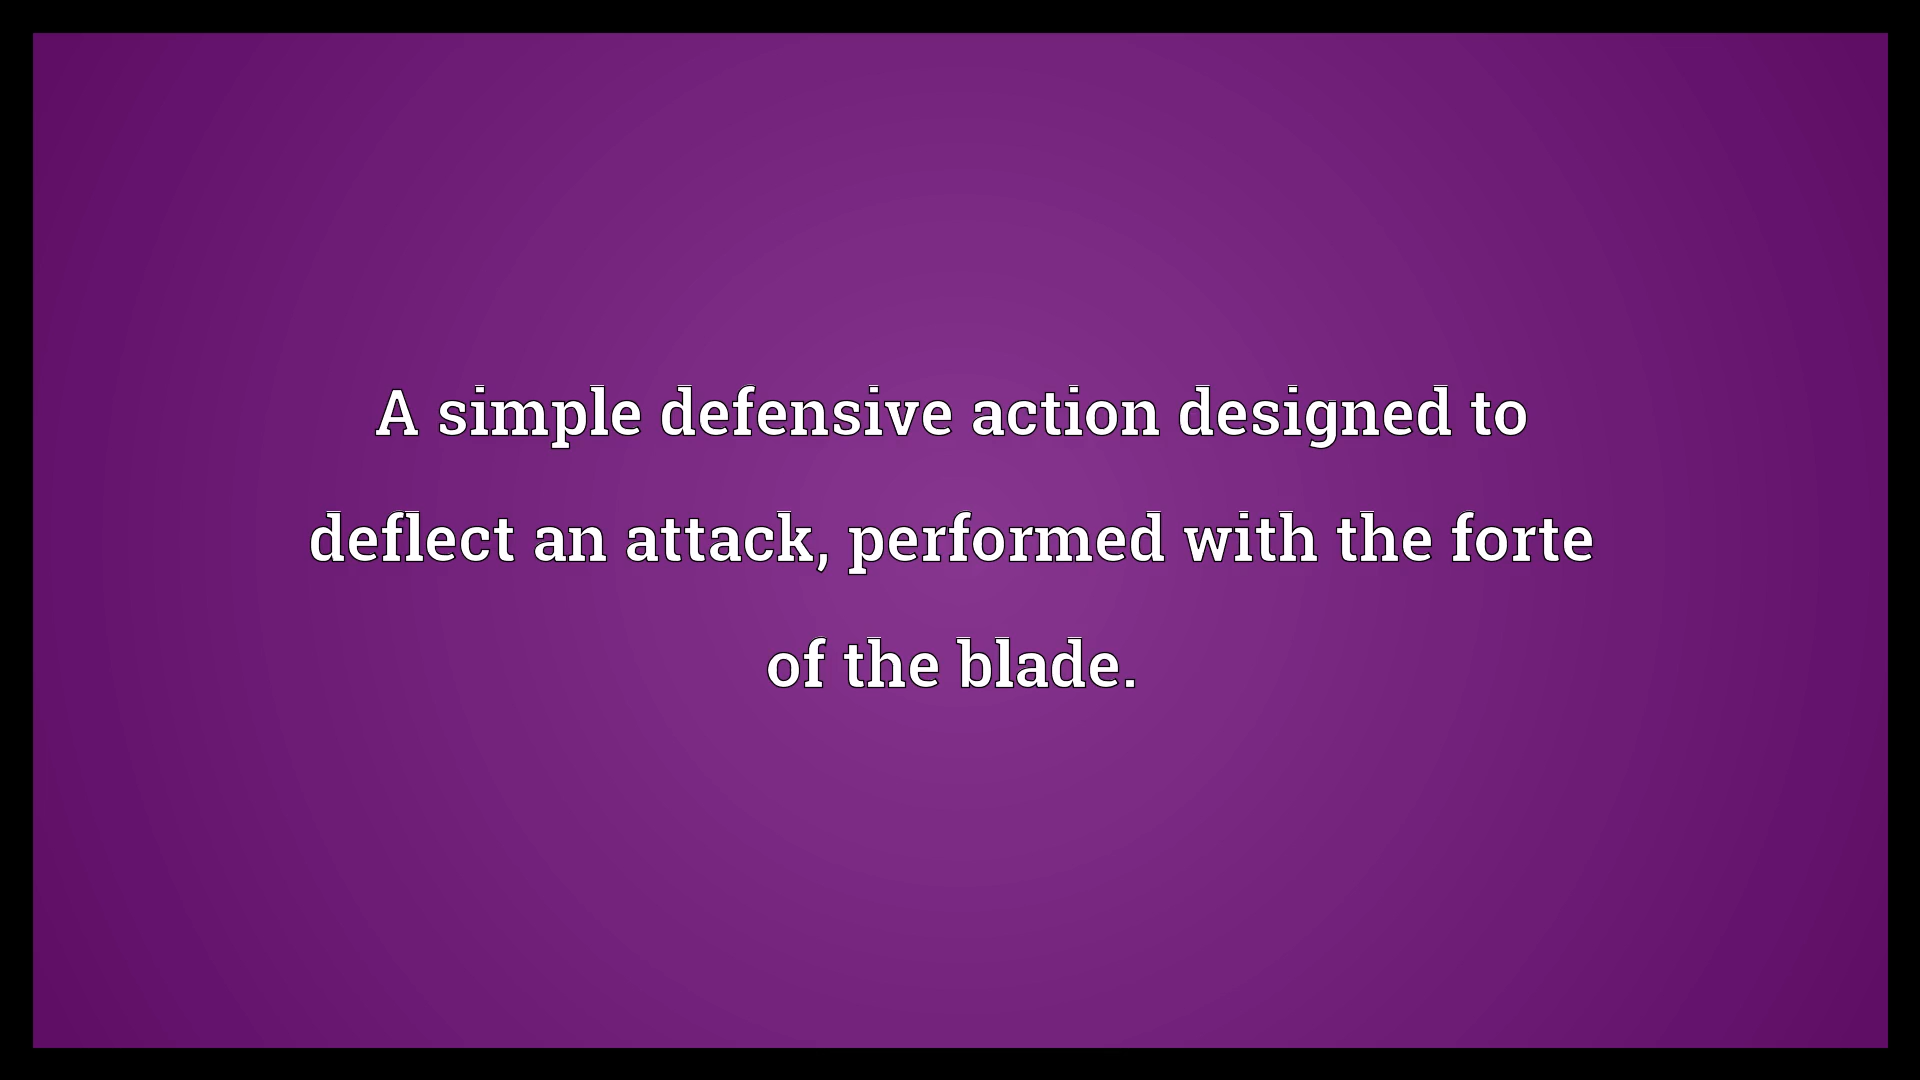 A simple defensive action designed to
deflect an attack, performed with the forte
of the blade.